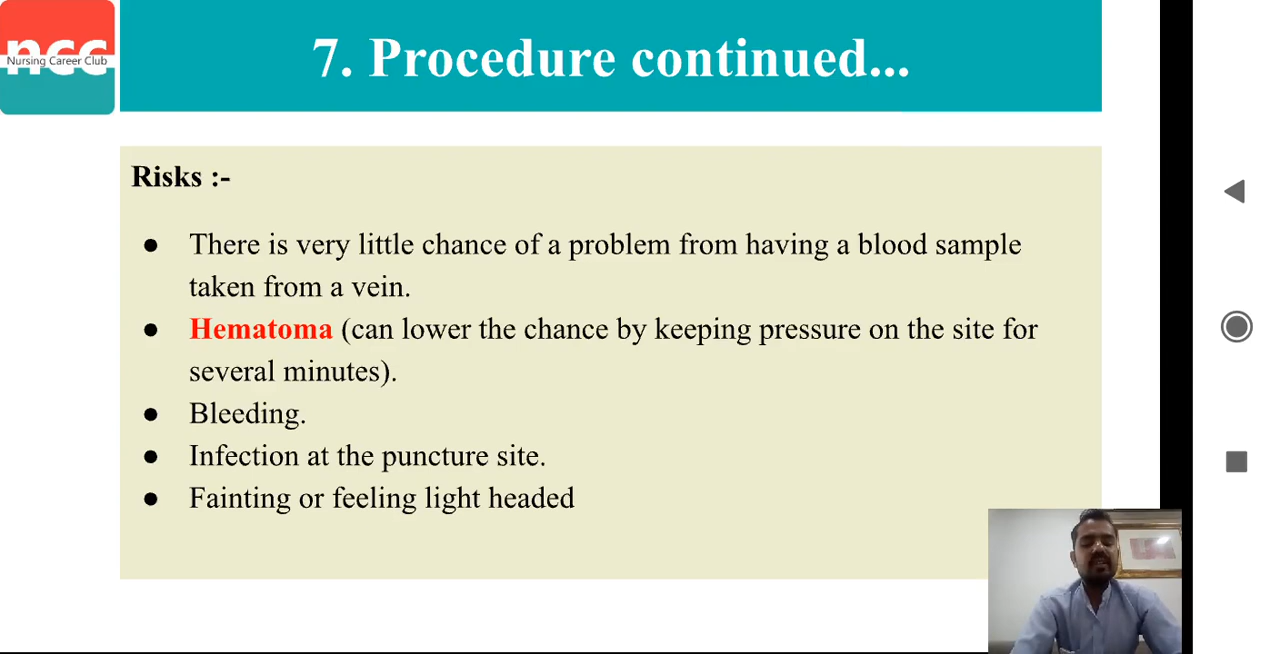 ncc
Nursing Career Club
7. Procedure continued...
Risks :-
● There is very little chance of a problem from having a blood sample
taken from a vein.
● Hematoma (can lower the chance by keeping pressure on the site for
several minutes).
● Bleeding.
● Infection at the puncture site.
● Fainting or feeling light headed